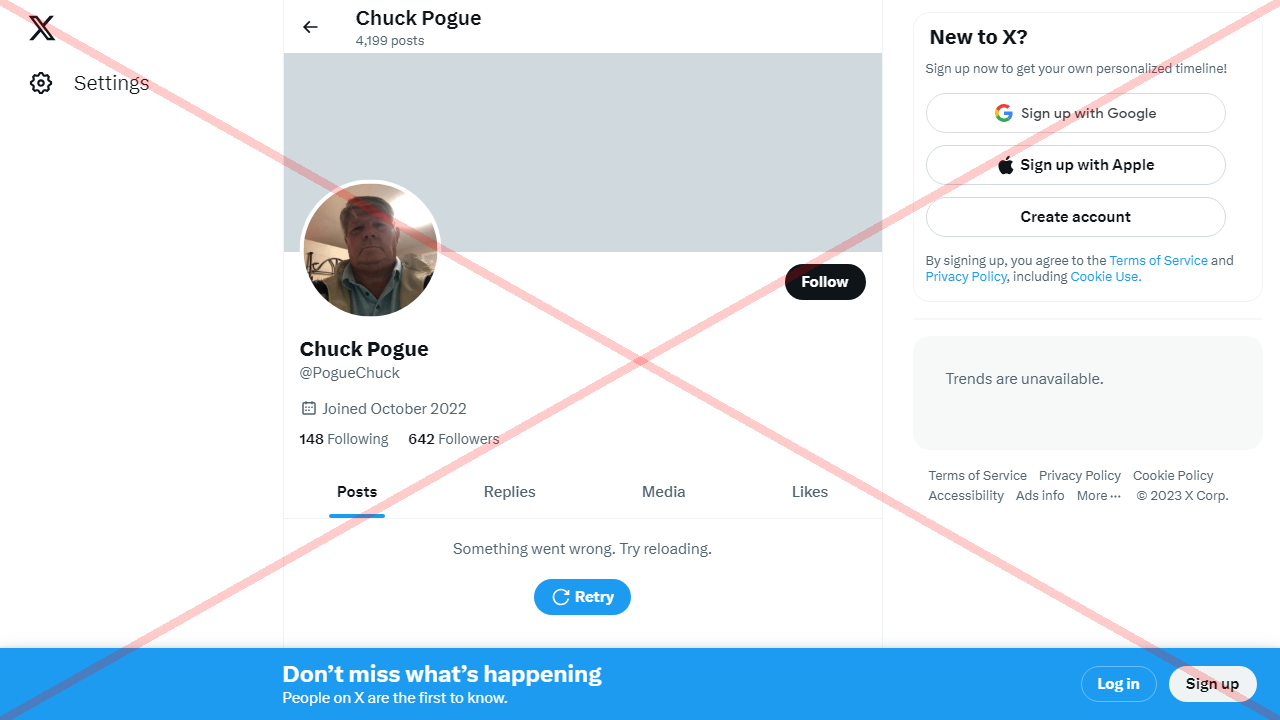 Settings
Chuck Pogue
4,199 posts
Follow
Chuck Pogue
@PogueChuck
Joined October 2022
148 Following 642 Followers
Posts Replies Media Likes
Something went wrong. Try reloading.
Retry
New to X?
Sign up now to get your own personalized timeline!
Sign up with Google
Sign up with Apple
Create account
By signing up, you agree to the Terms of Service and
Privacy Policy, including Cookie Use.
Trends are unavailable.
Terms of Service Privacy Policy Cookie Policy
Accessibility Ads info More ··· © 2023 X Corp.
Don’t miss what’s happening
People on X are the first to know.
Log in Sign up